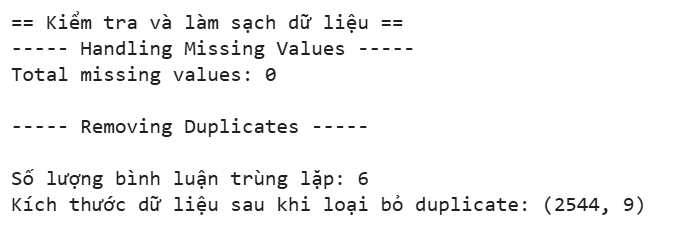 == Kiểm tra và làm sạch dữ liệu ==
----- Handling Missing Values -----
Total missing values: 0
----- Removing Duplicates -----
Số lượng bình luận trùng lặp: 6
Kích thước dữ liệu sau khi loại bỏ duplicate: (2544, 9)